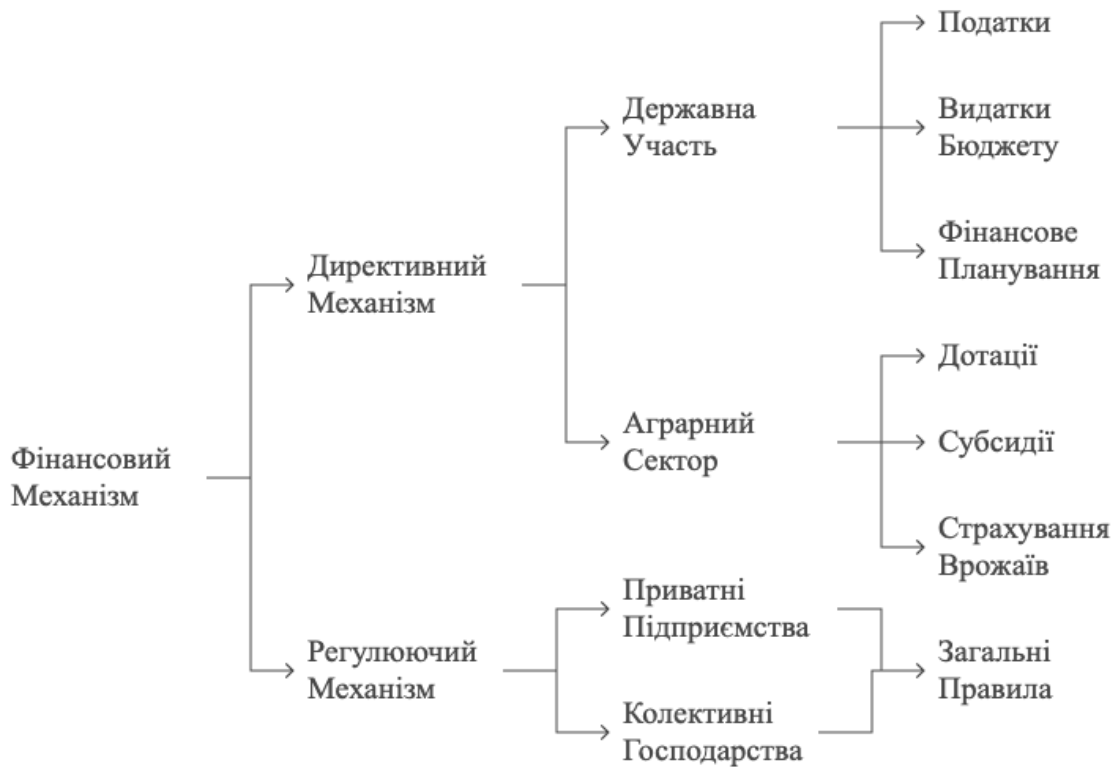 Фінансовий
Механізм
Директивний
Механізм
Регулюючий
Механізм
Державна
Участь
Аграрний
Сектор
Приватні
Підприємства
Колективні
Господарства
Податки
Видатки
Бюджету
Фінансове
Планування
Дотації
Субсидії
Страхування
Врожаїв
Загальні
Правила